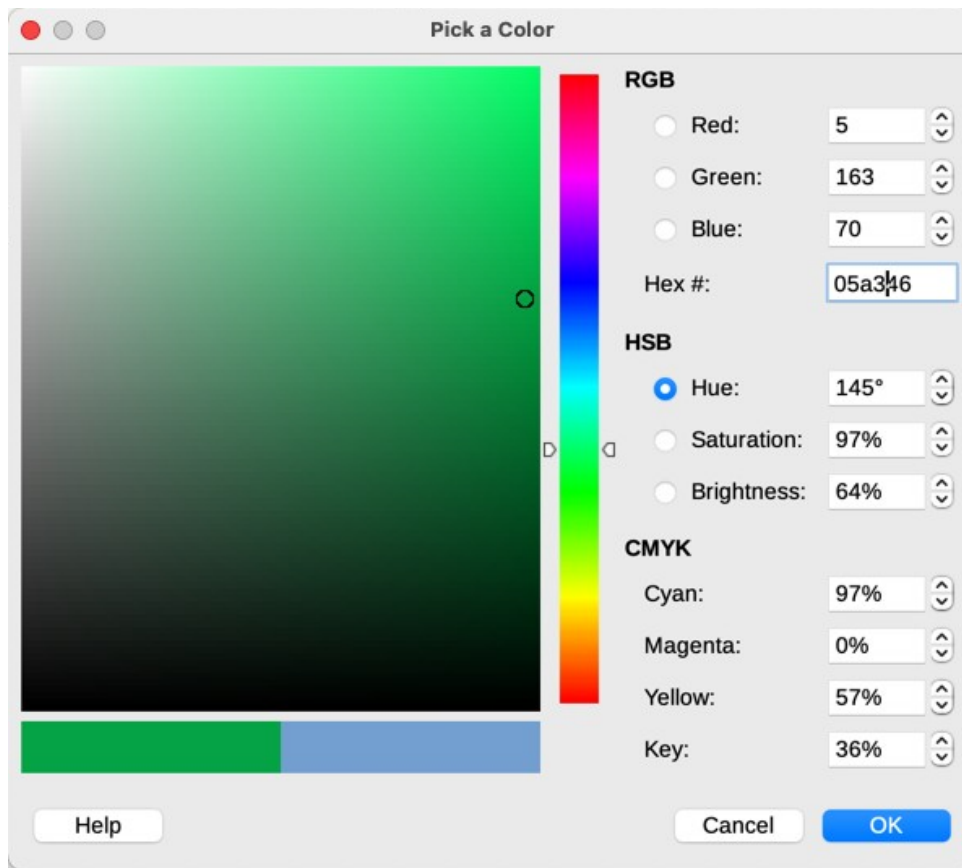 Pick a Color
RGB
Red: 5
Green: 163
Blue: 70
Hex #: 05a346
HSB
Hue: 145°
Saturation: 97%
Brightness: 64%
CMYK
Cyan: 97%
Magenta: 0%
Yellow: 57%
Key: 36%
Help Cancel OK